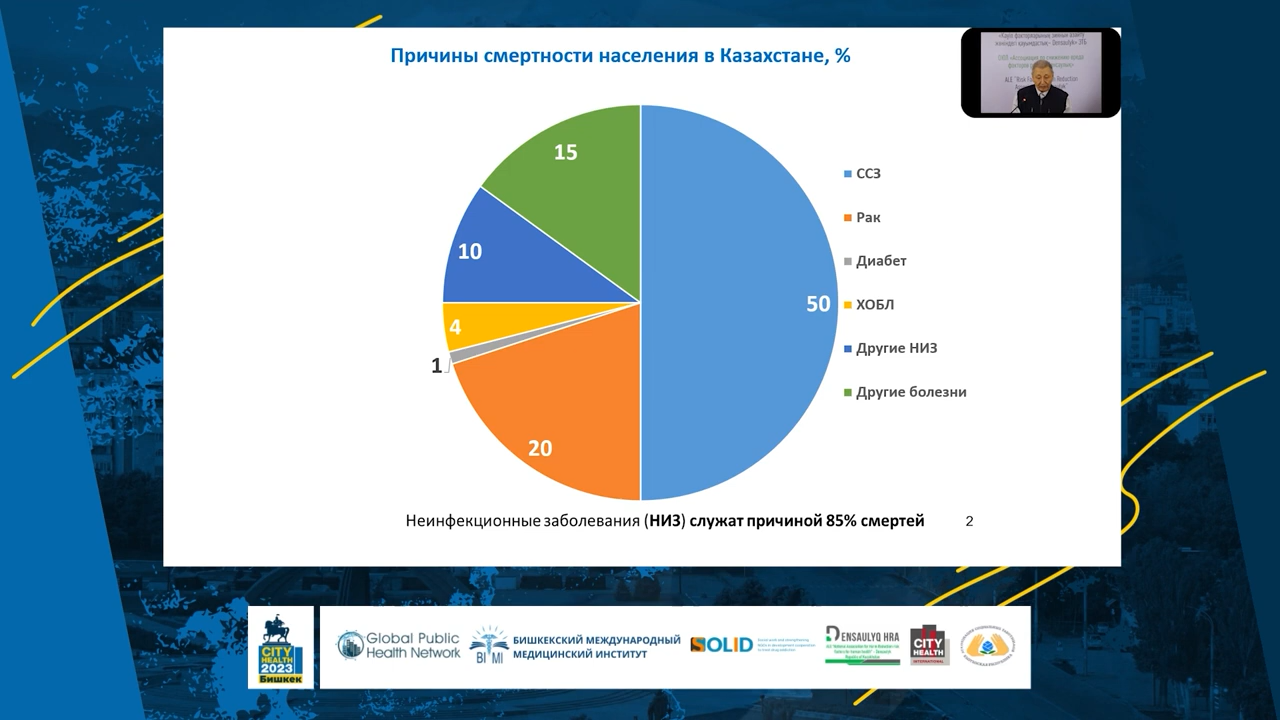 Причины смертности населения в Казахстане, %
15
10
4
1
20
50
ССЗ
Рак
Диабет
ХОБЛ
Другие НИЗ
Другие болезни
Неинфекционные заболевания (НИЗ) служат причиной 85% смертей
2
CITY
HEALTH
2023
Бишкек
Global Public
Health Network
BIMI
БИШКЕКСКИЙ МЕЖДУНАРОДНЫЙ
МЕДИЦИНСКИЙ ИНСТИТУТ
SOLID
DENSAULYQ HRA
CITY
HEALTH
INTERNATIONAL